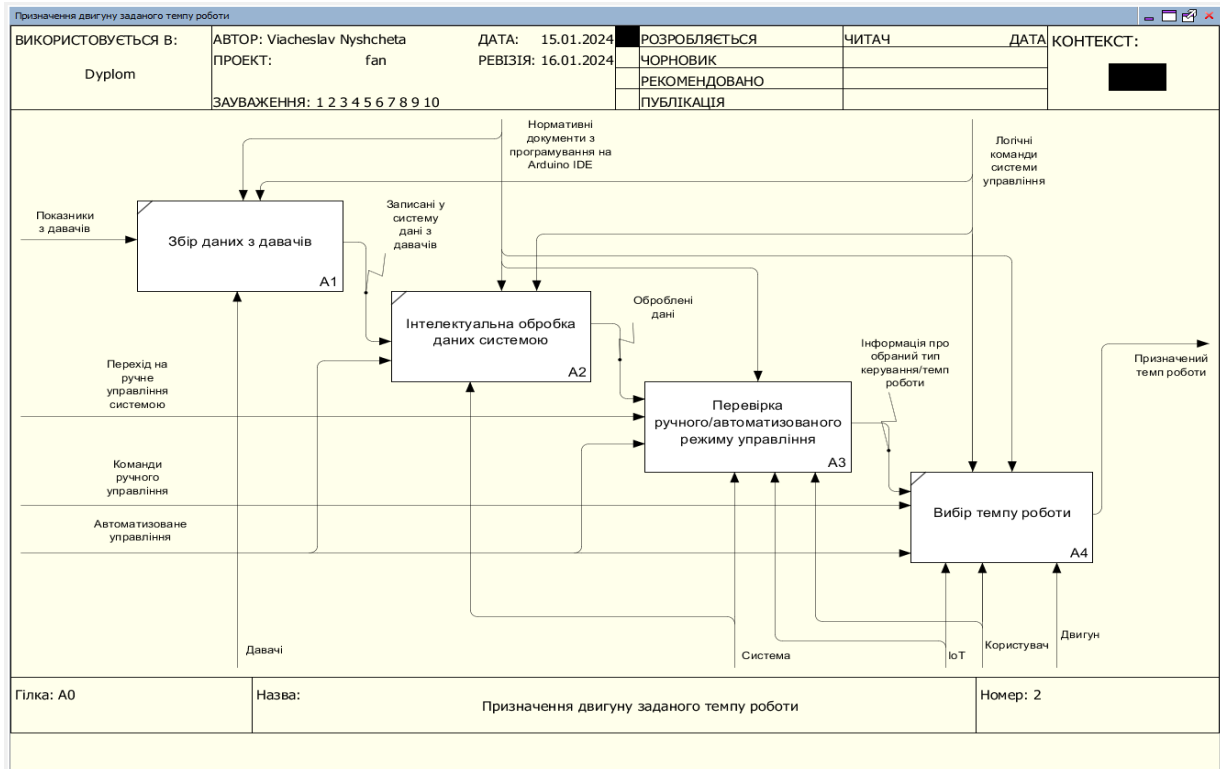 Призначення двигуну заданого темпу роботи
ВИКОРИСТОВУЄТЬСЯ В:
Dyplom
АВТОР: Viacheslav Nyshcheta
ДАТА: 15.01.2024
ПРОЕКТ: fan
РЕВІЗІЯ: 16.01.2024
ЗАУВАЖЕННЯ: 1 2 3 4 5 6 7 8 9 10
РОЗРОБЛЯЄТЬСЯ
ЧОРНОВИК
РЕКОМЕНДОВАНО
ПУБЛІКАЦІЯ
ЧИТАЧ
ДАТА
КОНТЕКСТ:
Нормативні
документи з
програмування на
Arduino IDE
Логічні
команди
системи
управління
Показники
з давачів
Збір даних з давачів
A1
Записані у
систему
дані з
давачів
Інтелектуальна обробка
даних системою
A2
Оброблені
дані
Перехід на
ручне
управління
системою
Перевірка
ручного/автоматизованого
режиму управління
A3
Інформація про
обраний тип
керування/темп
роботи
Призначений
темп роботи
Команди
ручного
управління
Автоматизоване
управління
Вибір темпу роботи
A4
Давачі
Система
IoT
Користувач
Двигун
Гілка: A0
Назва:
Призначення двигуну заданого темпу роботи
Номер: 2